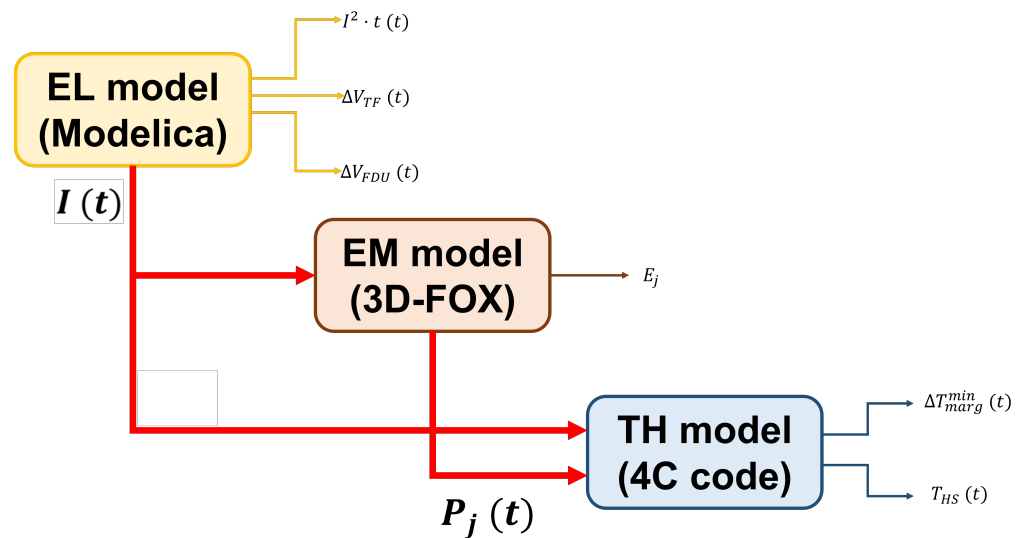 I² · t (t)
EL model
(Modelica)
ΔV_TF (t)
ΔV_FDU (t)
I (t)
EM model
(3D-FOX)
E_j
TH model
(4C code)
ΔT_marg^min (t)
T_HS (t)
P_j (t)